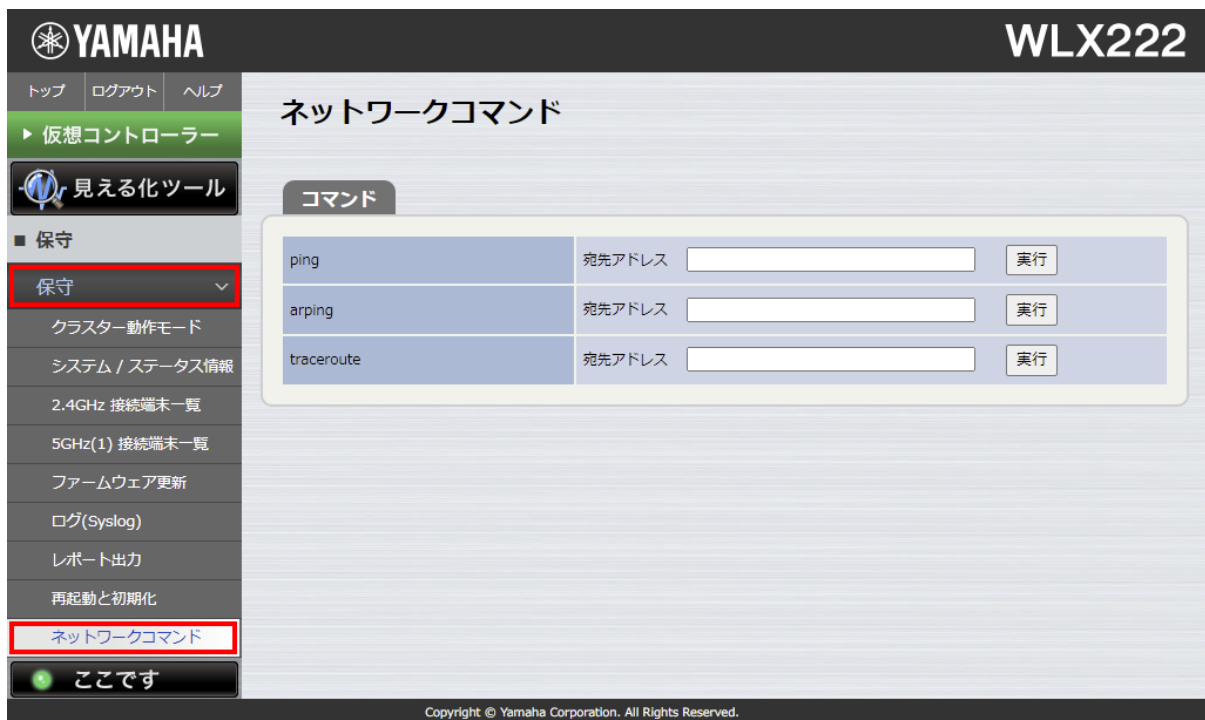 YAMAHA
WLX222
トップ ログアウト ヘルプ
仮想コントローラー
見える化ツール
保守
保守
クラスター動作モード
システム / ステータス情報
2.4GHz 接続端末一覧
5GHz(1) 接続端末一覧
ファームウェア更新
ログ(Syslog)
レポート出力
再起動と初期化
ネットワークコマンド
ここです
ネットワークコマンド
コマンド
ping 宛先アドレス 実行
arping 宛先アドレス 実行
traceroute 宛先アドレス 実行
Copyright © Yamaha Corporation. All Rights Reserved.